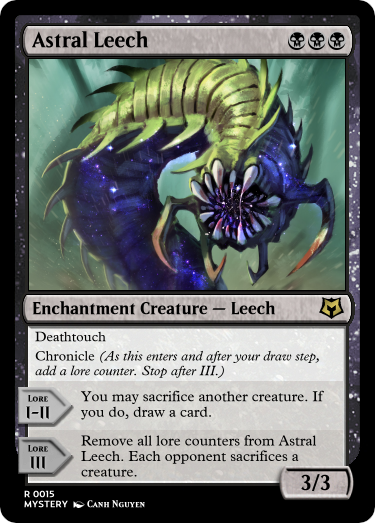 Astral Leech
Enchantment Creature — Leech
Deathtouch
Chronicle (As this enters and after your draw step,
add a lore counter. Stop after III.)
LORE
I-II
You may sacrifice another creature. If
you do, draw a card.
LORE
III
Remove all lore counters from Astral
Leech. Each opponent sacrifices a
creature.
3/3
R 0015
MYSTERY Canh Nguyen